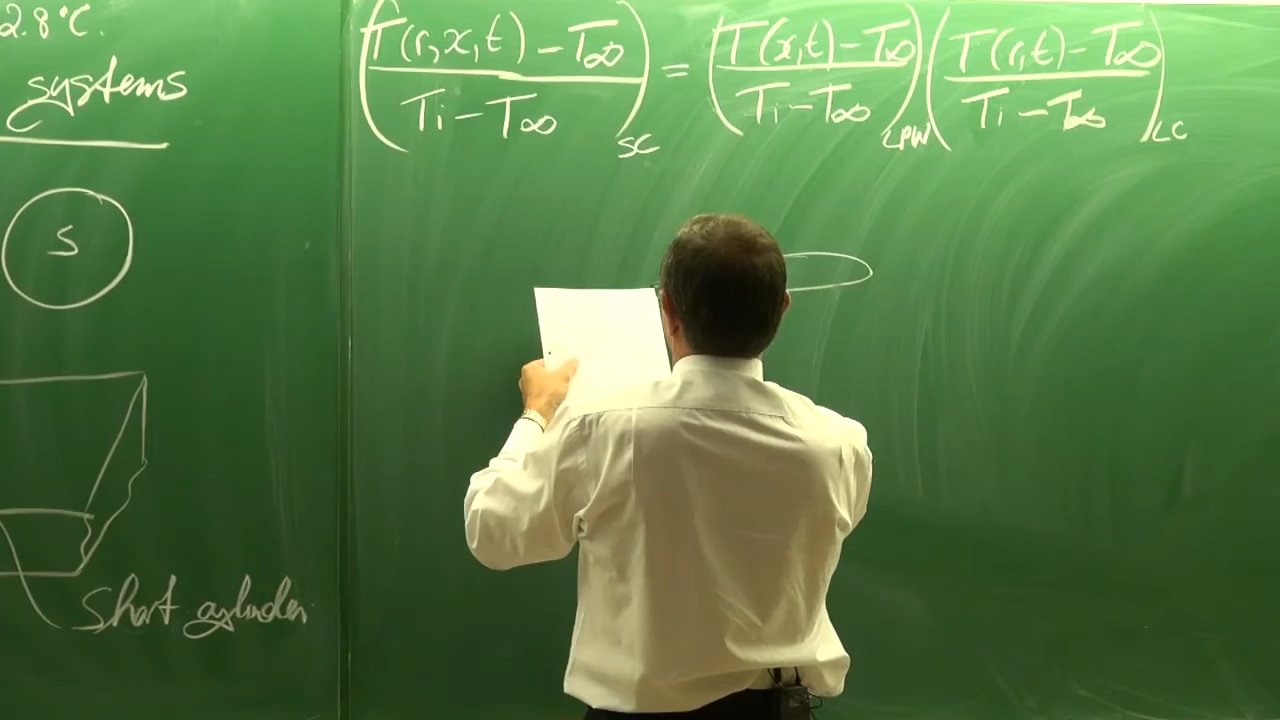 2.8°C.
systems
S
short cylinder
(T(r,x,t) - T∞ / Ti - T∞)SC = (T(x,t) - T∞ / Ti - T∞)LPW (T(r,t) - T∞ / Ti - T∞)LC